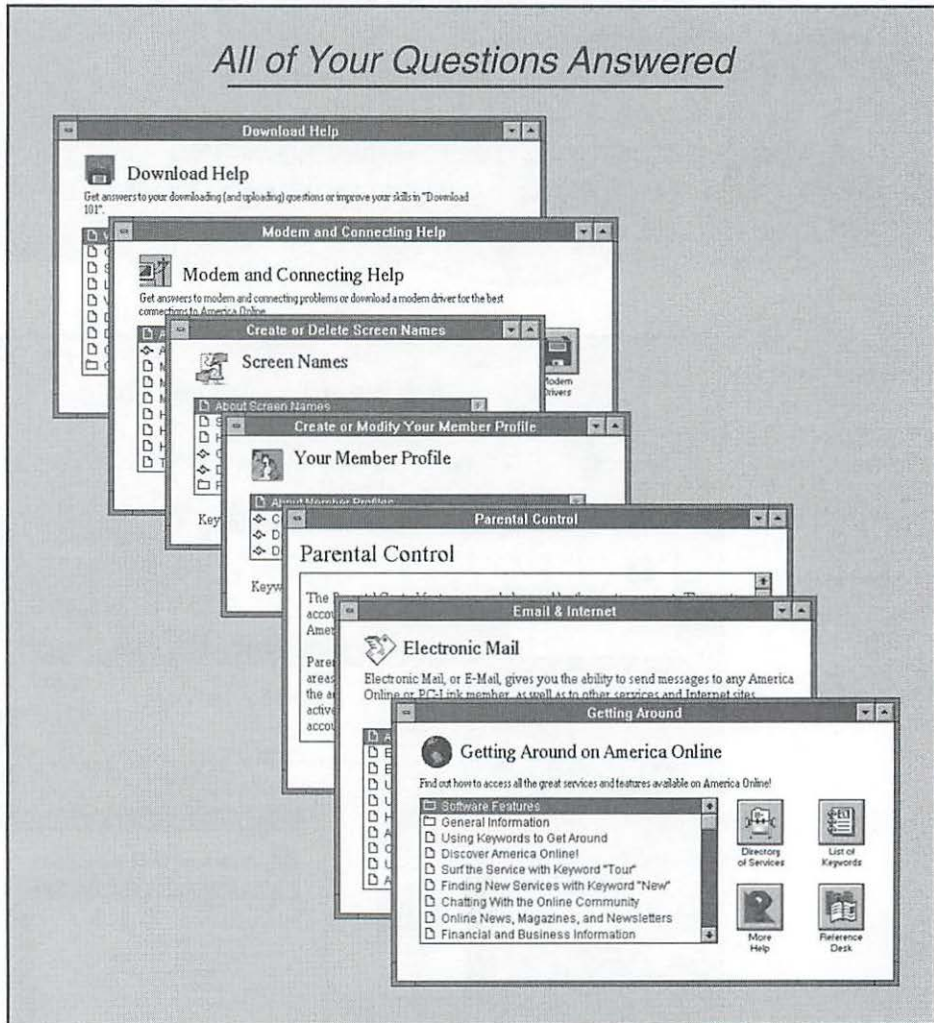 All of Your Questions Answered
Download Help
Download Help
Get answers to your downloading (and uploading) questions or improve your skills in "Download
101".
Modem and Connecting Help
Modem and Connecting Help
Get answers to modem and connecting problems or download a modem driver for the best
connections to America Online.
Modem
Drivers
Create or Delete Screen Names
Screen Names
About Screen Names
Create or Modify Your Member Profile
Your Member Profile
About Member Profiles
Parental Control
Parental Control
The
Email & Internet
Electronic Mail
Electronic Mail, or E-Mail, gives you the ability to send messages to any America
Online or PC-Link member, as well as to other services and Internet sites
areas
active
Getting Around
Getting Around on America Online
Find out how to access all the great services and features available on America Online!
Software Features
General Information
Using Keywords to Get Around
Discover America Online!
Surf the Service with Keyword "Tour"
Finding New Services with Keyword "New"
Chatting With the Online Community
Online News, Magazines, and Newsletters
Financial and Business Information
Directory
of Services
List of
Keywords
More
Help
Reference
Desk